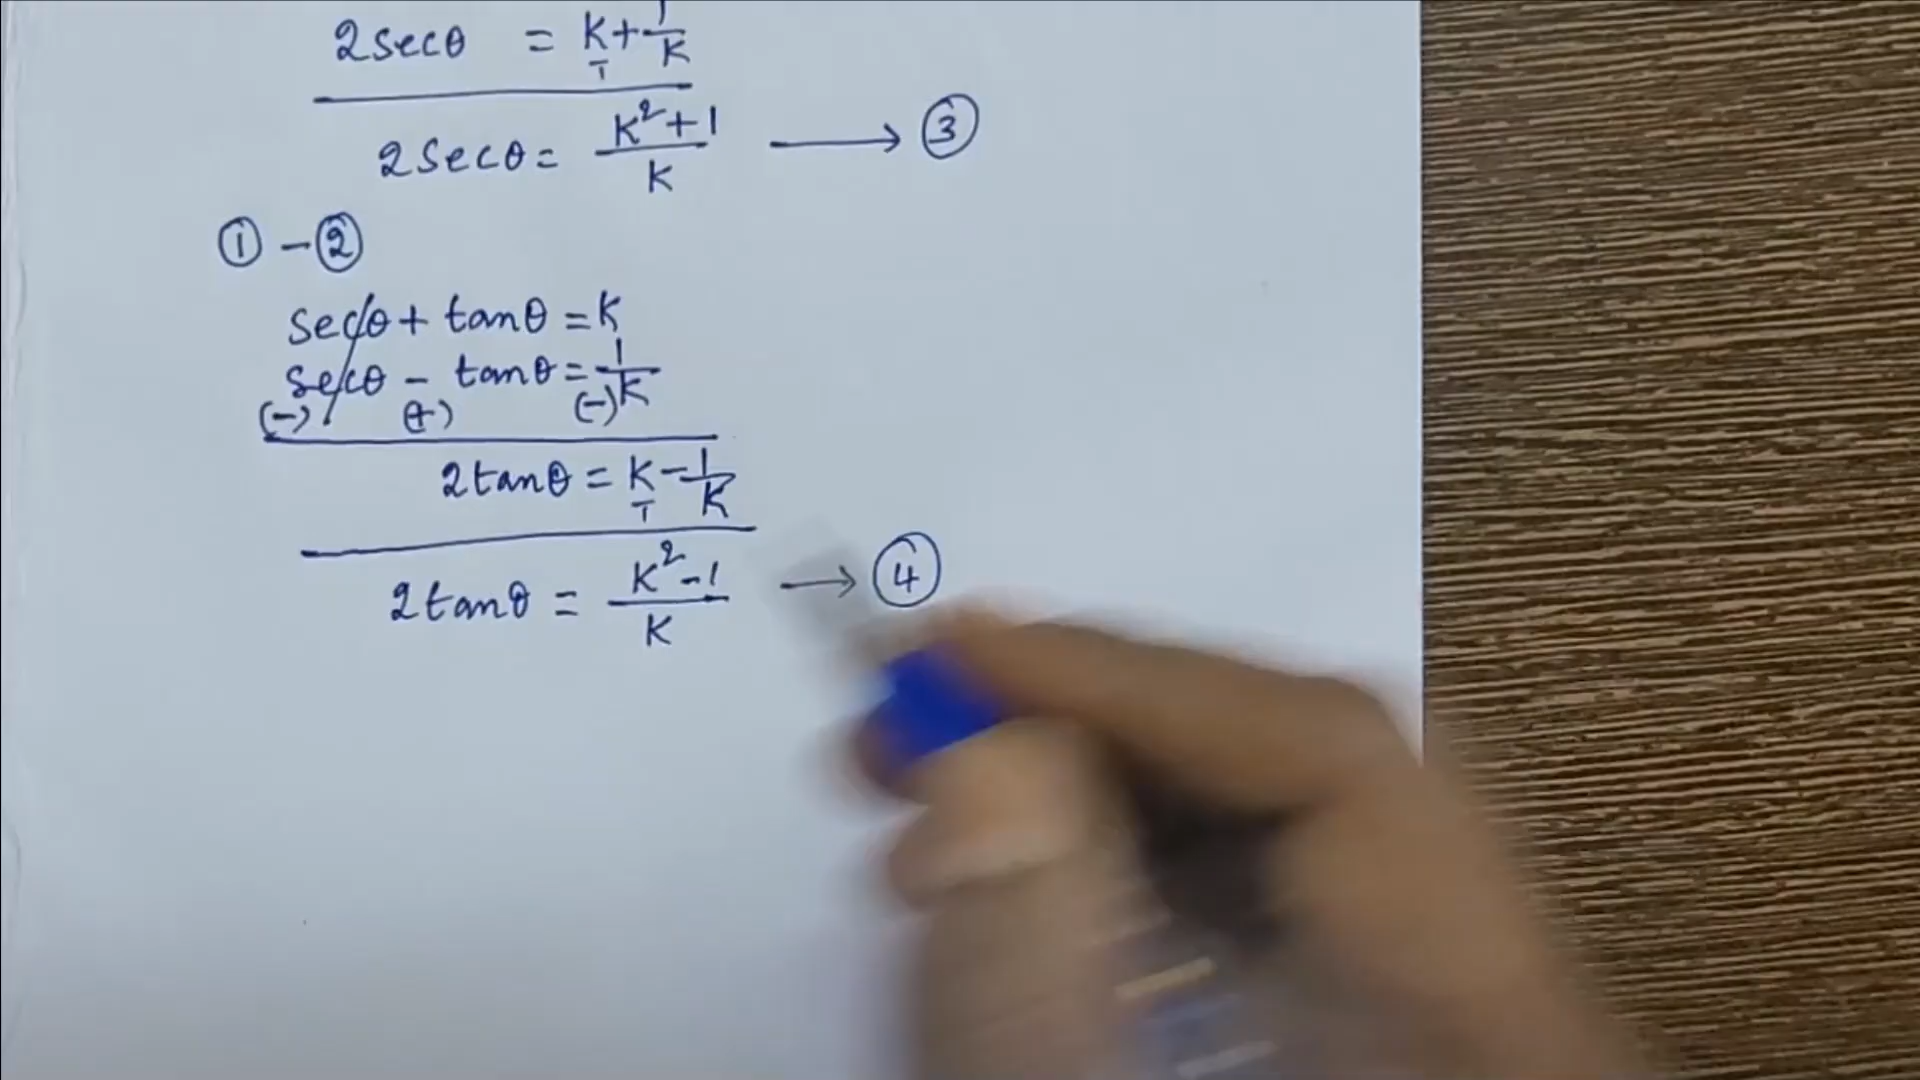 2secθ = K+1/K
T
2secθ = K²+1/K → ③
① - ②
secθ + tanθ = K
secθ - tanθ = 1/K
(-) (+) (-)
2tanθ = K-1/K
T
2tanθ = K²-1/K → ④